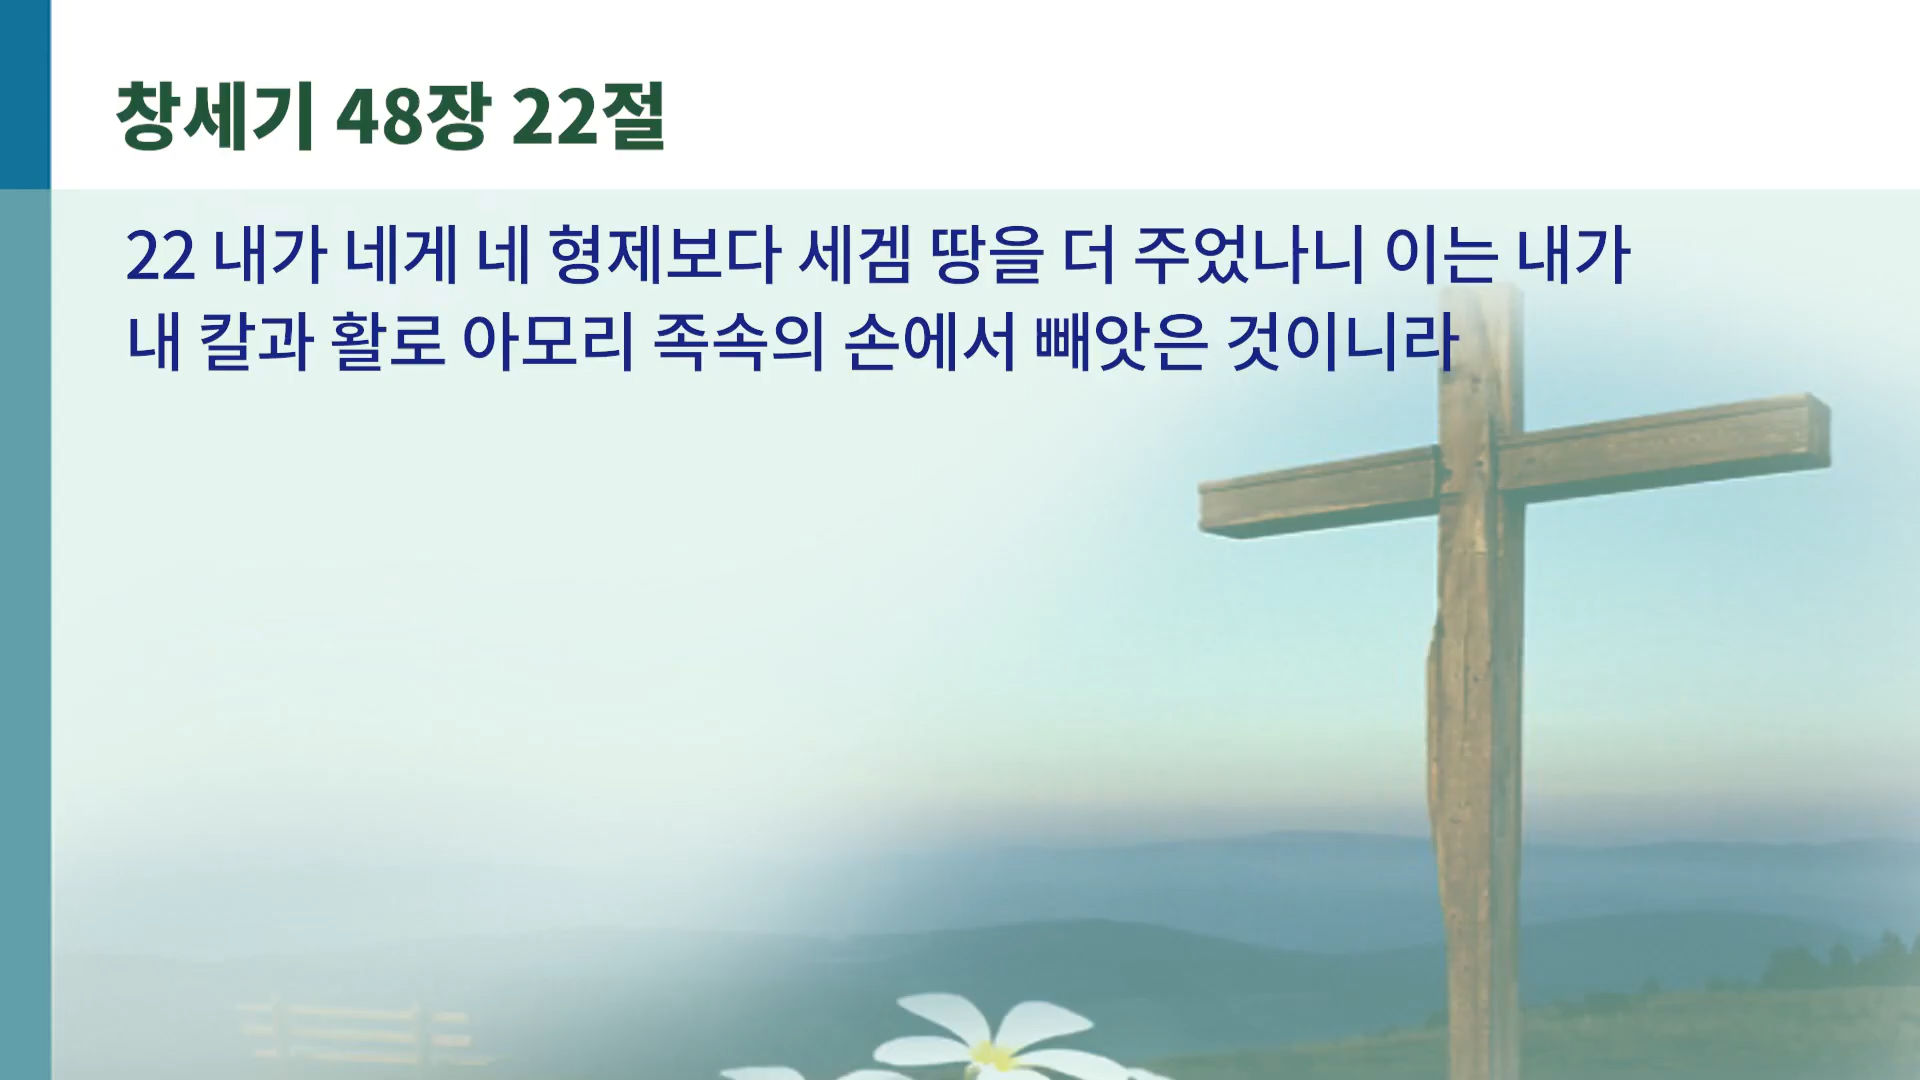 창세기 48장 22절
22 내가 네게 네 형제보다 세겜 땅을 더 주었나니 이는 내가
내 칼과 활로 아모리 족속의 손에서 빼앗은 것이니라